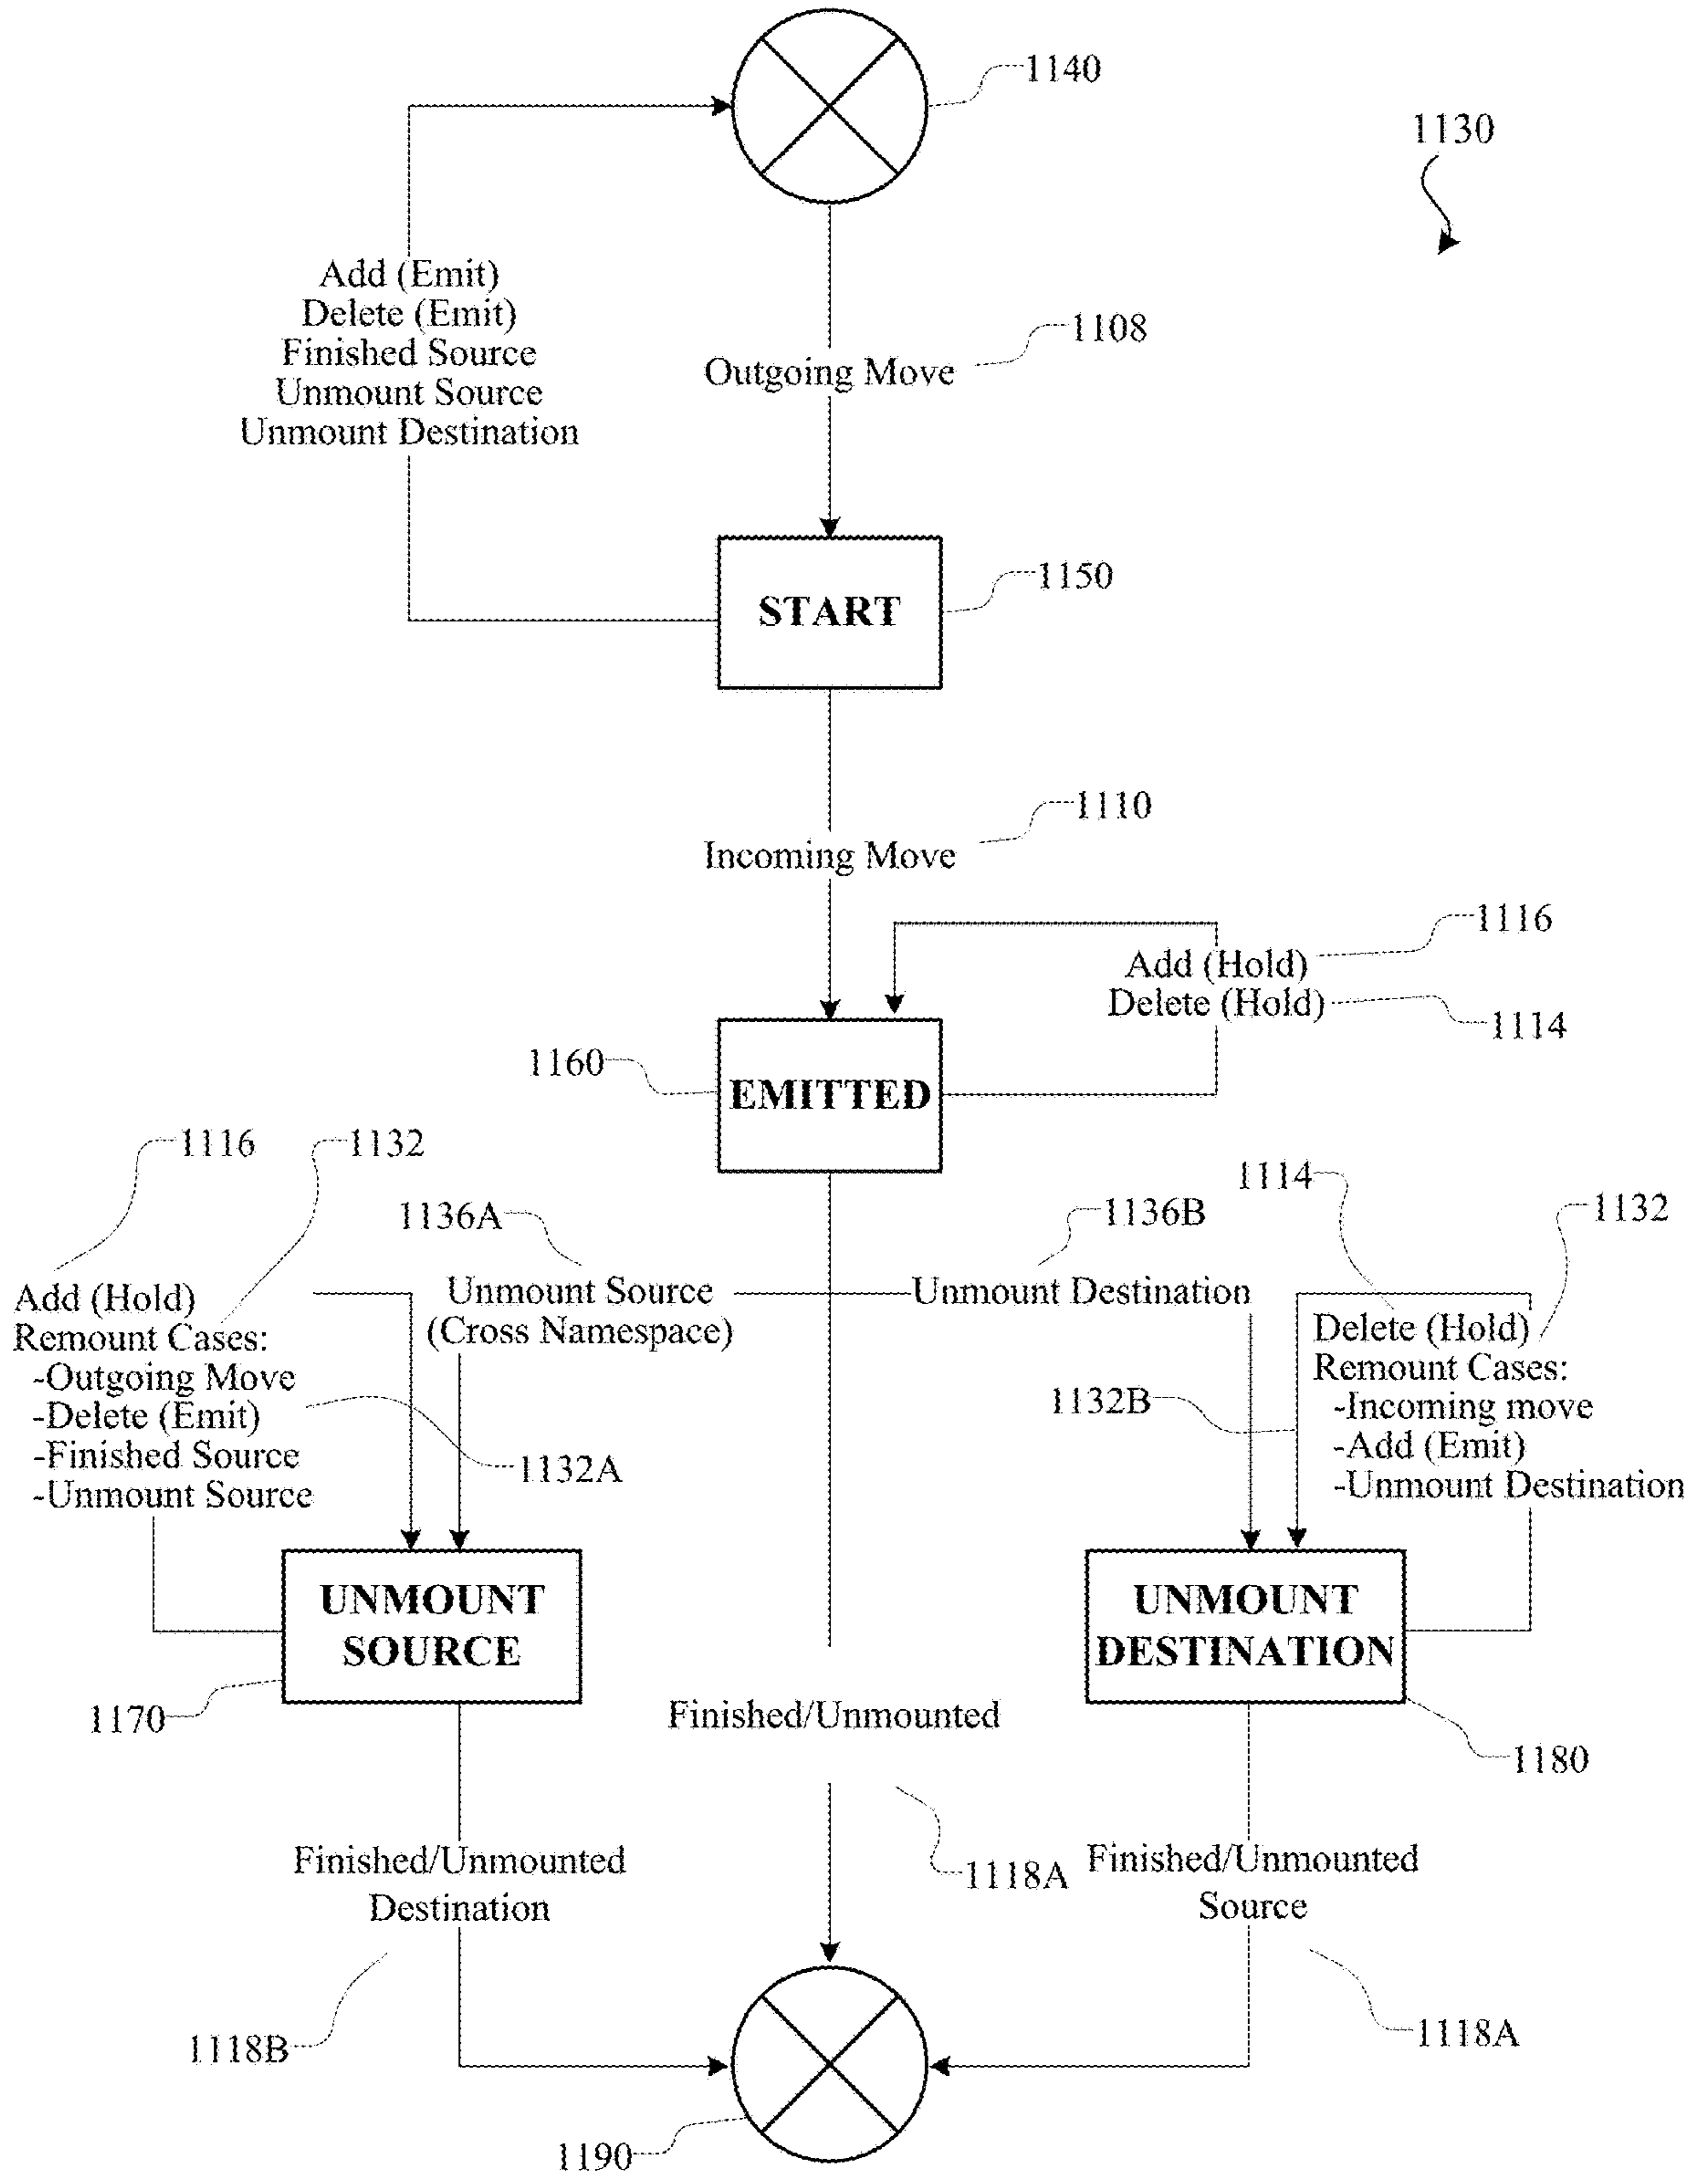 1140
1130
Add (Emit)
Delete (Emit)
Finished Source
Unmount Source
Unmount Destination
1108
Outgoing Move
1150
START
1110
Incoming Move
1116
Add (Hold)
Delete (Hold)
1114
1160
EMITTED
1116
1132
1136A
1136B
1114
1132
Add (Hold)
Remount Cases:
-Outgoing Move
-Delete (Emit)
-Finished Source
-Unmount Source
1132A
Unmount Source
(Cross Namespace)
Unmount Destination
1132B
Delete (Hold)
Remount Cases:
-Incoming move
-Add (Emit)
-Unmount Destination
UNMOUNT
SOURCE
1170
UNMOUNT
DESTINATION
1180
Finished/Unmounted
1118A
Finished/Unmounted
Destination
1118B
Finished/Unmounted
Source
1118A
1190